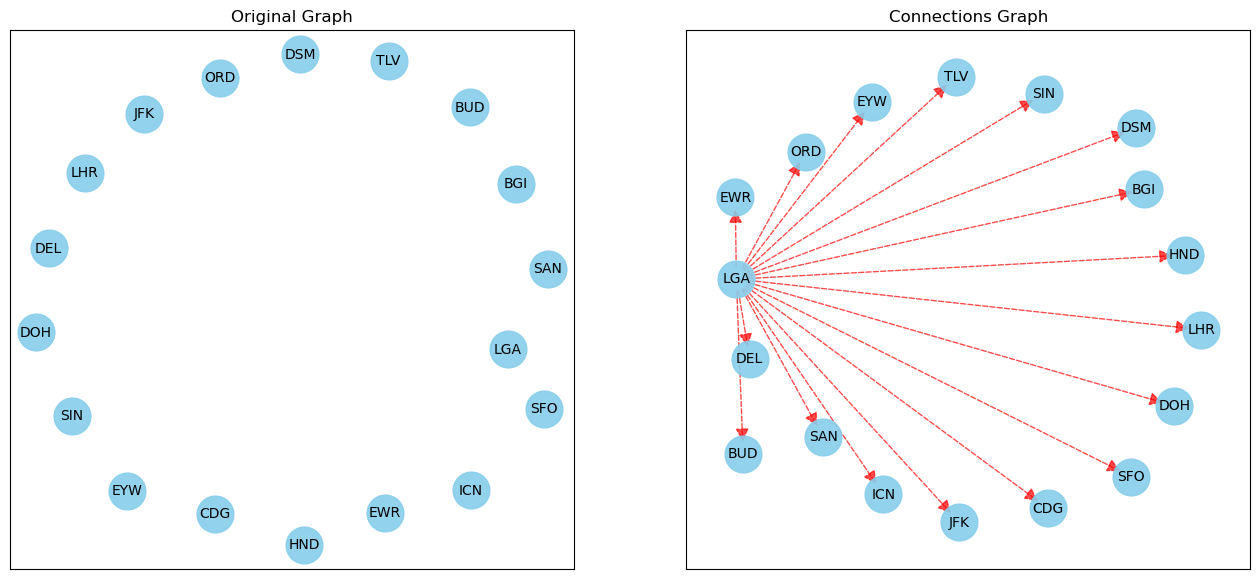 Original Graph
DSM
TLV
ORD
BUD
JFK
LHR
BGI
DEL
SAN
DOH
LGA
SFO
SIN
EYW
ICN
CDG
EWR
HND
Connections Graph
TLV
SIN
EYW
DSM
ORD
BGI
EWR
HND
LGA
LHR
DEL
DOH
SAN
BUD
SFO
ICN
CDG
JFK